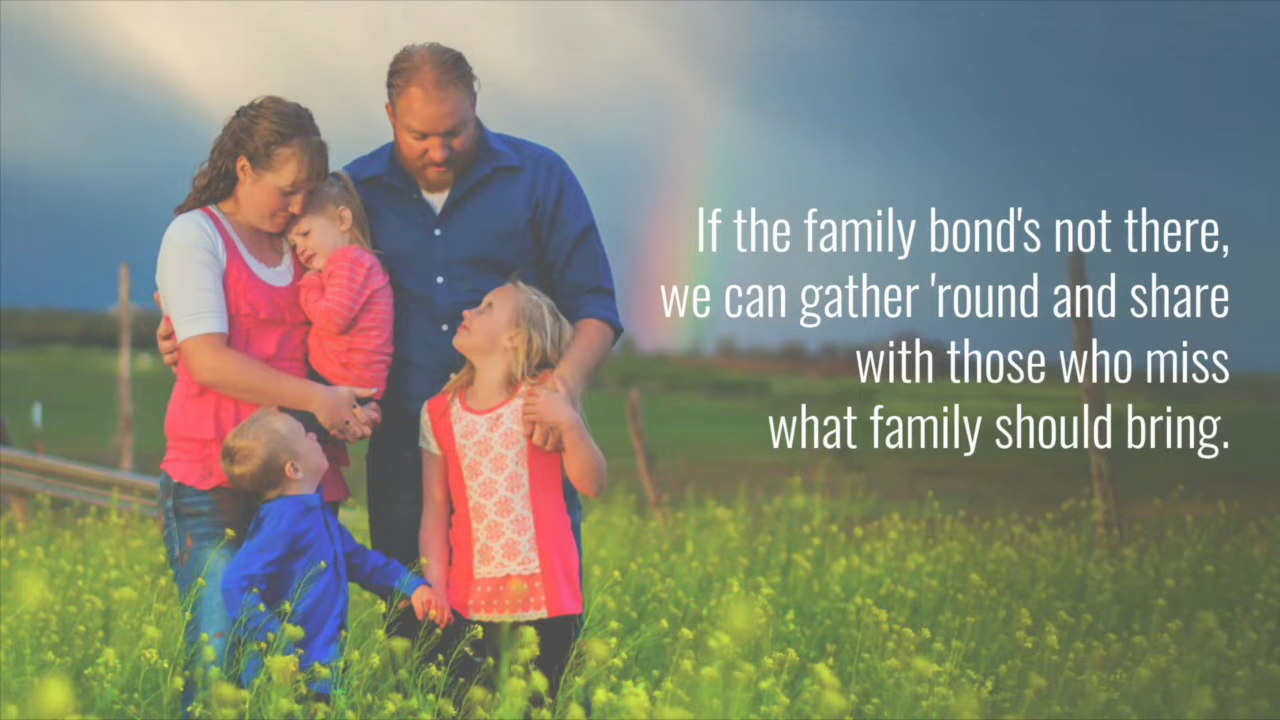 If the family bond's not there,
we can gather 'round and share
with those who miss
what family should bring.